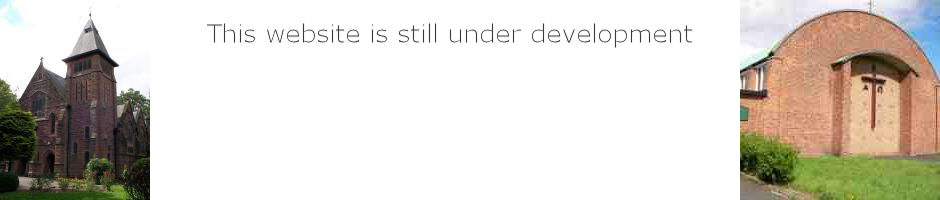 This website is still under development
Α Ω